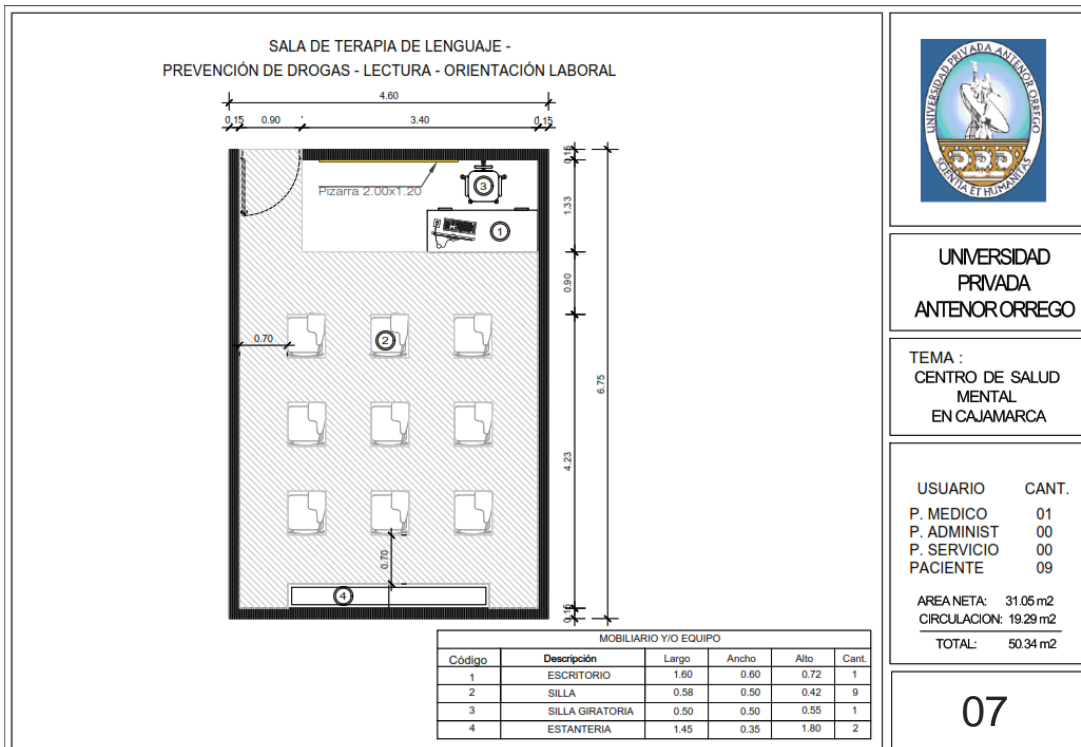 SALA DE TERAPIA DE LENGUAJE -
PREVENCIÓN DE DROGAS - LECTURA - ORIENTACIÓN LABORAL
4.60
0.15 0.90 3.40 0.15
Pizarra 2.00x1.20
3
1
0.15
1.33
0.90
0.70
2
6.75
4.23
0.70
4
0.15
MOBILIARIO Y/O EQUIPO
Código Descripción Largo Ancho Alto Cant.
1 ESCRITORIO 1.60 0.60 0.72 1
2 SILLA 0.58 0.50 0.42 9
3 SILLA GIRATORIA 0.50 0.50 0.55 1
4 ESTANTERIA 1.45 0.35 1.80 2
UNIVERSIDAD PRIVADA ANTENOR ORREGO
SCIENTIA ET HUMANITAS
UNIVERSIDAD
PRIVADA
ANTENOR ORREGO
TEMA :
CENTRO DE SALUD
MENTAL
EN CAJAMARCA
USUARIO CANT.
P. MEDICO 01
P. ADMINIST 00
P. SERVICIO 00
PACIENTE 09
AREA NETA: 31.05 m2
CIRCULACION: 19.29 m2
TOTAL: 50.34 m2
07